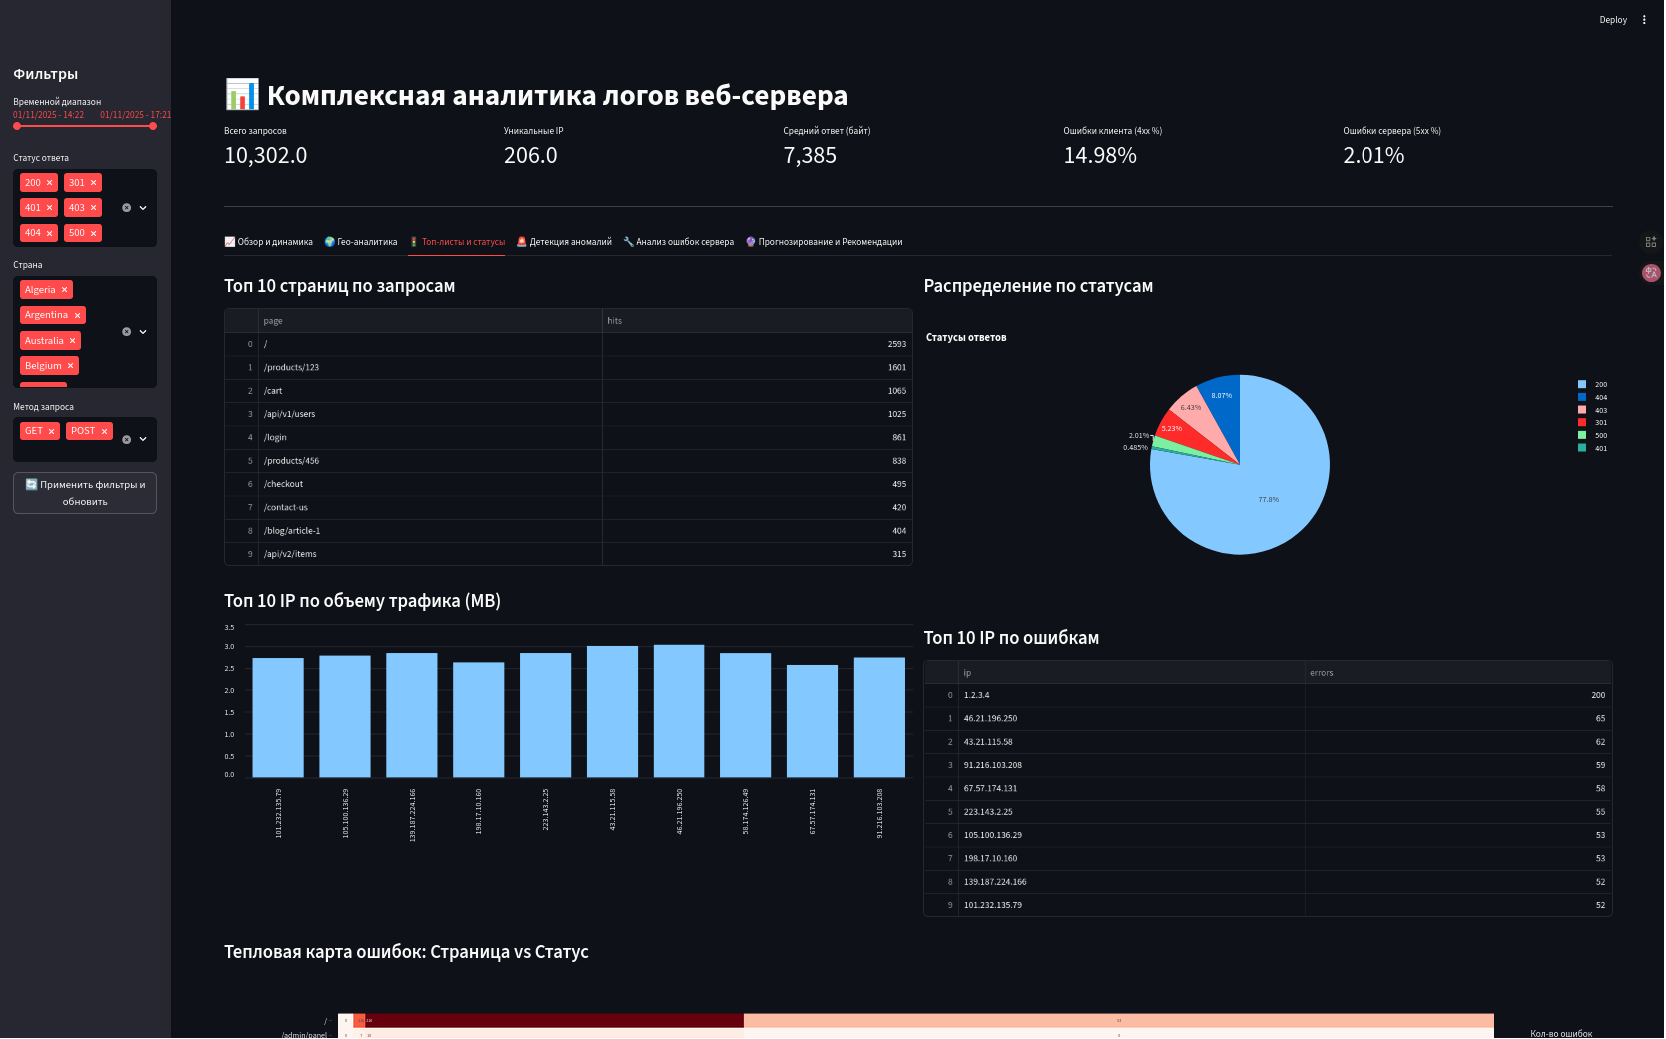 Deploy
Фильтры
Временной диапазон
01/11/2025 - 14:22 01/11/2025 - 17:21
Статус ответа
200 301
401 403
404 500
Страна
Algeria
Argentina
Australia
Belgium
Метод запроса
GET POST
Применить фильтры и
обновить
Комплексная аналитика логов веб-сервера
Всего запросов
10,302.0
Уникальные IP
206.0
Средний ответ (байт)
7,385
Ошибки клиента (4xx %)
14.98%
Ошибки сервера (5xx %)
2.01%
Обзор и динамика Гео-аналитика Топ-листы и статусы Детекция аномалий Анализ ошибок сервера Прогнозирование и Рекомендации
Топ 10 страниц по запросам
page hits
0 / 2593
1 /products/123 1601
2 /cart 1065
3 /api/v1/users 1025
4 /login 861
5 /products/456 838
6 /checkout 495
7 /contact-us 420
8 /blog/article-1 404
9 /api/v2/items 315
Распределение по статусам
Статусы ответов
8.07%
6.43%
5.23%
2.01%
0.485%
77.8%
200
404
403
301
500
401
Топ 10 IP по объему трафика (MB)
3.5
3.0
2.5
2.0
1.5
1.0
0.5
0.0
101.232.135.79
105.100.136.29
139.187.224.166
198.17.10.160
223.143.2.25
43.21.115.58
46.21.196.250
58.174.126.49
67.57.174.131
91.216.103.208
Топ 10 IP по ошибкам
ip errors
0 1.2.3.4 200
1 46.21.196.250 65
2 43.21.115.58 62
3 91.216.103.208 59
4 67.57.174.131 58
5 223.143.2.25 55
6 105.100.136.29 53
7 198.17.10.160 53
8 139.187.224.166 52
9 101.232.135.79 52
Тепловая карта ошибок: Страница vs Статус
/
/admin/panel
Кол-во ошибок